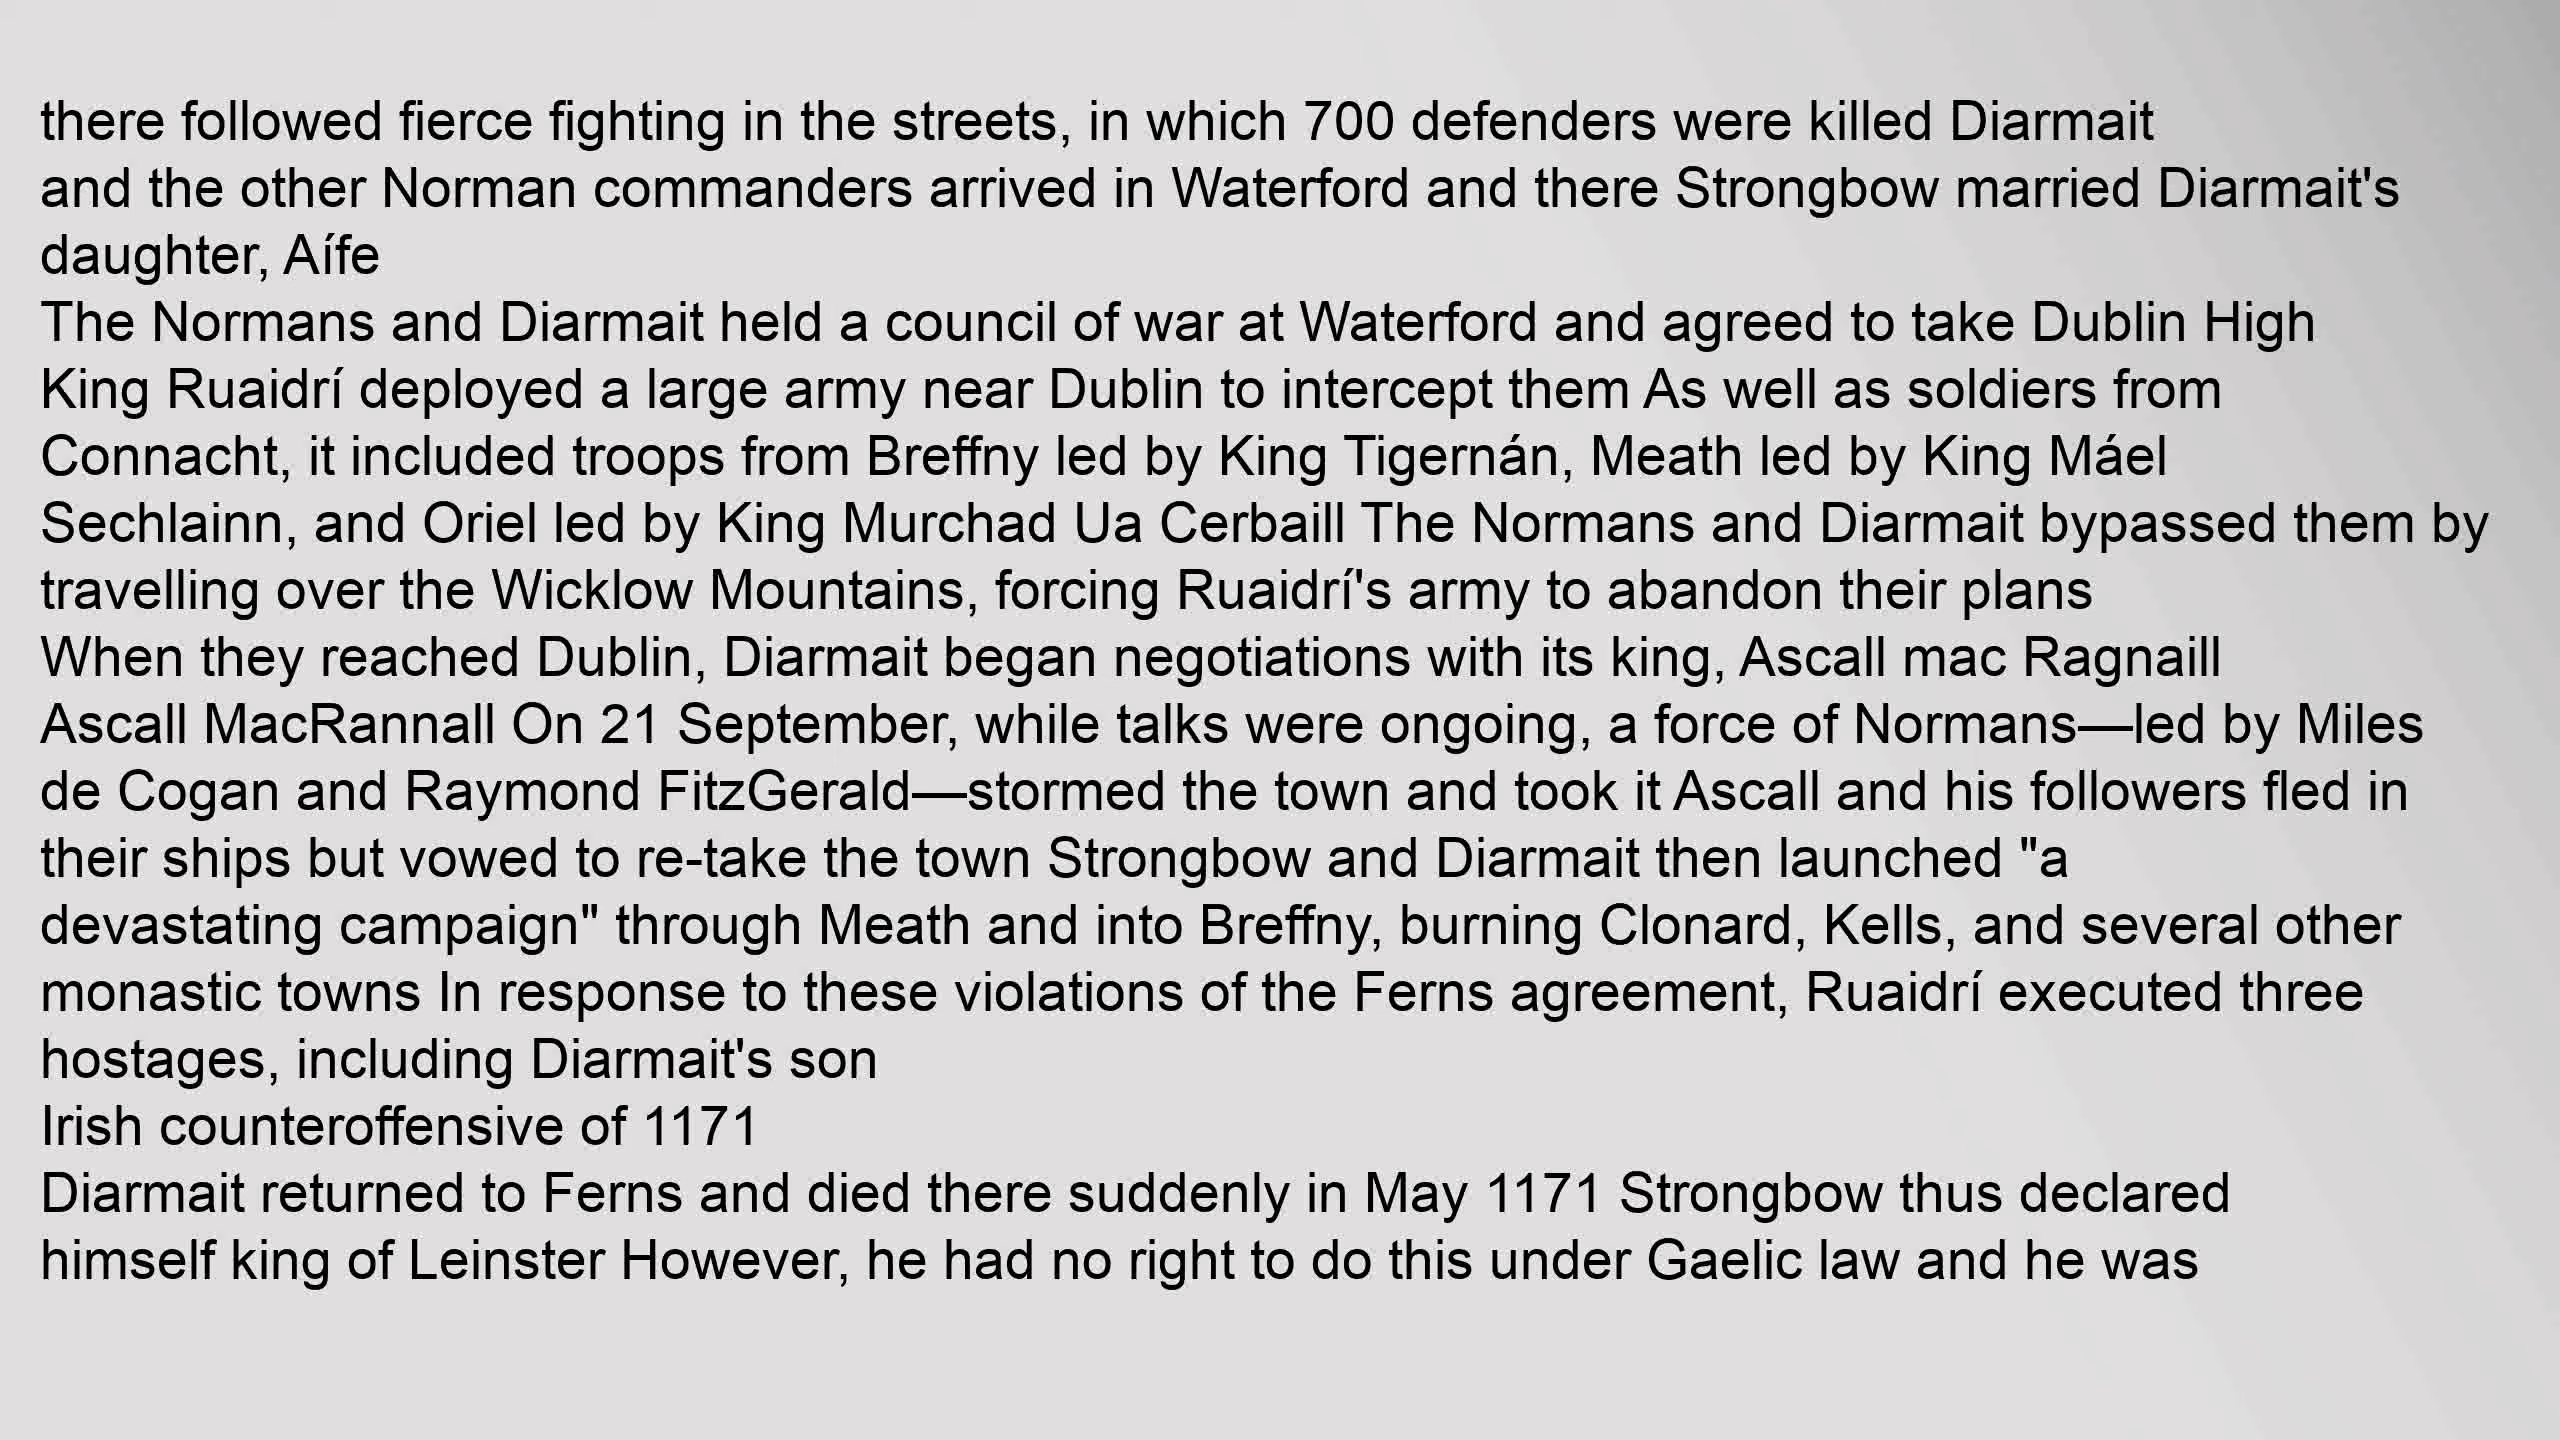 there followed fierce fighting in the streets, in which 700 defenders were killed Diarmait
and the other Norman commanders arrived in Waterford and there Strongbow married Diarmait's
daughter, Aífe
The Normans and Diarmait held a council of war at Waterford and agreed to take Dublin High
King Ruaidrí deployed a large army near Dublin to intercept them As well as soldiers from
Connacht, it included troops from Breffny led by King Tigernán, Meath led by King Máel
Sechlainn, and Oriel led by King Murchad Ua Cerbaill The Normans and Diarmait bypassed them by
travelling over the Wicklow Mountains, forcing Ruaidrí's army to abandon their plans
When they reached Dublin, Diarmait began negotiations with its king, Ascall mac Ragnaill
Ascall MacRannall On 21 September, while talks were ongoing, a force of Normans—led by Miles
de Cogan and Raymond FitzGerald—stormed the town and took it Ascall and his followers fled in
their ships but vowed to re-take the town Strongbow and Diarmait then launched "a
devastating campaign" through Meath and into Breffny, burning Clonard, Kells, and several other
monastic towns In response to these violations of the Ferns agreement, Ruaidrí executed three
hostages, including Diarmait's son
Irish counteroffensive of 1171
Diarmait returned to Ferns and died there suddenly in May 1171 Strongbow thus declared
himself king of Leinster However, he had no right to do this under Gaelic law and he was